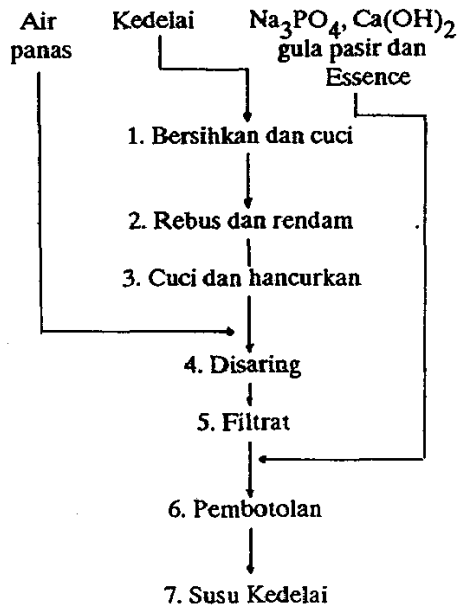 Air
panas
Kedelai
Na₃PO₄, Ca(OH)₂
gula pasir dan
Essence
1. Bersihkan dan cuci
2. Rebus dan rendam
3. Cuci dan hancurkan
4. Disaring
5. Filtrat
6. Pembotolan
7. Susu Kedelai